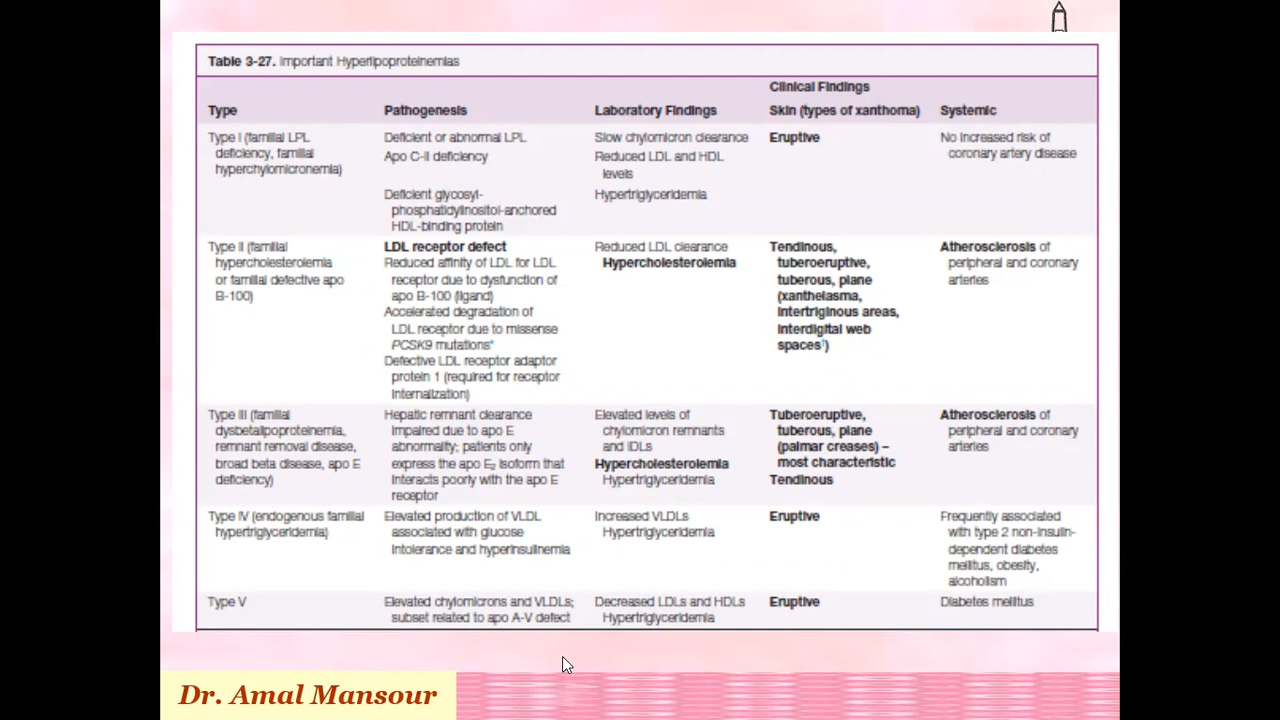 Table 3-27. Important Hyperlipoproteinemias
Clinical Findings
Type Pathogenesis Laboratory Findings Skin (types of xanthoma) Systemic
Type I (familial LPL
deficiency, familial
hyperchylomicronemia)
Deficient or abnormal LPL
Apo C-II deficiency
Deficient glycosyl-
phosphatidylinositol-anchored
HDL-binding protein
Slow chylomicron clearance
Reduced LDL and HDL
levels
Hypertriglyceridemia
Eruptive
No increased risk of
coronary artery disease
Type II (familial
hypercholesterolemia
or familial defective apo
B-100)
LDL receptor defect
Reduced affinity of LDL for LDL
receptor due to dysfunction of
apo B-100 (ligand)
Accelerated degradation of
LDL receptor due to missense
PCSK9 mutations*
Defective LDL receptor adaptor
protein 1 (required for receptor
internalization)
Reduced LDL clearance
Hypercholesterolemia
Tendinous,
tuberoeruptive,
tuberous, plane
(xanthelasma,
intertriginous areas,
interdigital web
spaces†)
Atherosclerosis of
peripheral and coronary
arteries
Type III (familial
dysbetalipoproteinemia,
remnant removal disease,
broad beta disease, apo E
deficiency)
Hepatic remnant clearance
impaired due to apo E
abnormality; patients only
express the apo E₂ isoform that
interacts poorly with the apo E
receptor
Elevated levels of
chylomicron remnants
and IDLs
Hypercholesterolemia
Hypertriglyceridemia
Tuberoeruptive,
tuberous, plane
(palmar creases) –
most characteristic
Tendinous
Atherosclerosis of
peripheral and coronary
arteries
Type IV (endogenous familial
hypertriglyceridemia)
Elevated production of VLDL
associated with glucose
intolerance and hyperinsulinemia
Increased VLDLs
Hypertriglyceridemia
Eruptive
Frequently associated
with type 2 non-insulin-
dependent diabetes
mellitus, obesity,
alcoholism
Type V
Elevated chylomicrons and VLDLs;
subset related to apo A-V defect
Decreased LDLs and HDLs
Hypertriglyceridemia
Eruptive
Diabetes mellitus
Dr. Amal Mansour